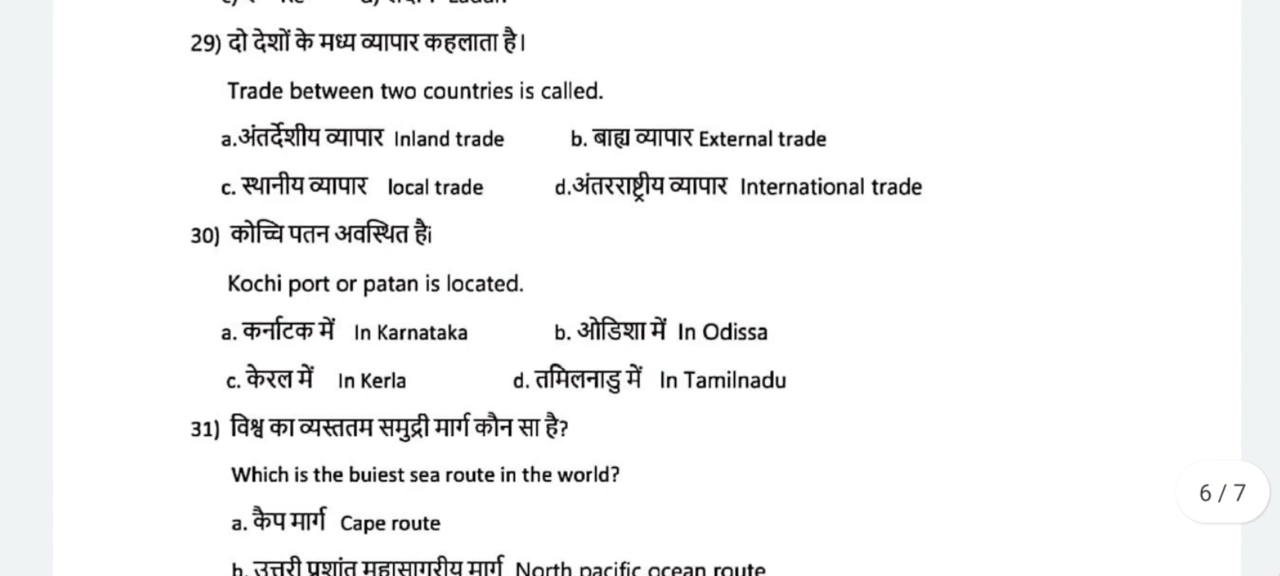 29) दो देशों के मध्य व्यापार कहलाता है।
Trade between two countries is called.
a.अंतर्देशीय व्यापार Inland trade b. बाह्य व्यापार External trade
c. स्थानीय व्यापार local trade d.अंतरराष्ट्रीय व्यापार International trade
30) कोच्चि पतन अवस्थित है।
Kochi port or patan is located.
a. कर्नाटक में In Karnataka b. ओडिशा में In Odissa
c. केरल में In Kerla d. तमिलनाडु में In Tamilnadu
31) विश्व का व्यस्ततम समुद्री मार्ग कौन सा है?
Which is the buiest sea route in the world?
6 / 7
a. कैप मार्ग Cape route
b. उत्तरी प्रशांत महासागरीय मार्ग North pacific ocean route